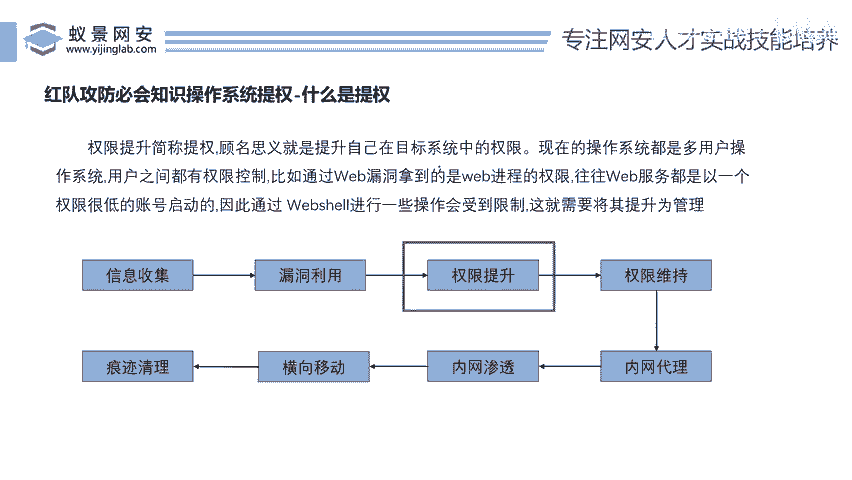 蚁景网安
www.yijinglab.com
专注网安人才实战技能培养
红队攻防必会知识操作系统提权-什么是提权
权限提升简称提权,顾名思义就是提升自己在目标系统中的权限。现在的操作系统都是多用户操
作系统,用户之间都有权限控制,比如通过Web漏洞拿到的是web进程的权限,往往Web服务都是以一个
权限很低的账号启动的,因此通过 Webshell进行一些操作会受到限制,这就需要将其提升为管理
信息收集
漏洞利用
权限提升
权限维持
痕迹清理
横向移动
内网渗透
内网代理